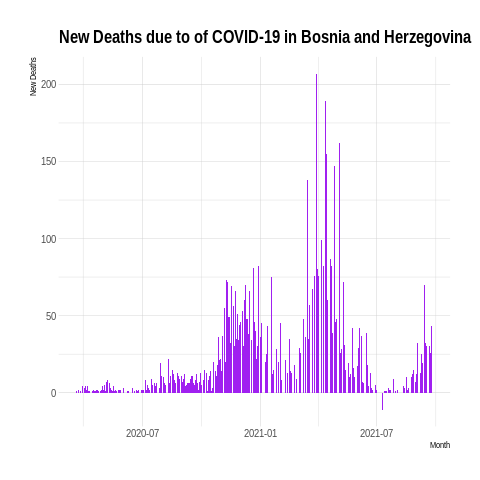 New Deaths due to of COVID-19 in Bosnia and Herzegovina
New Deaths
200
150
100
50
0
2020-07
2021-01
2021-07
Month